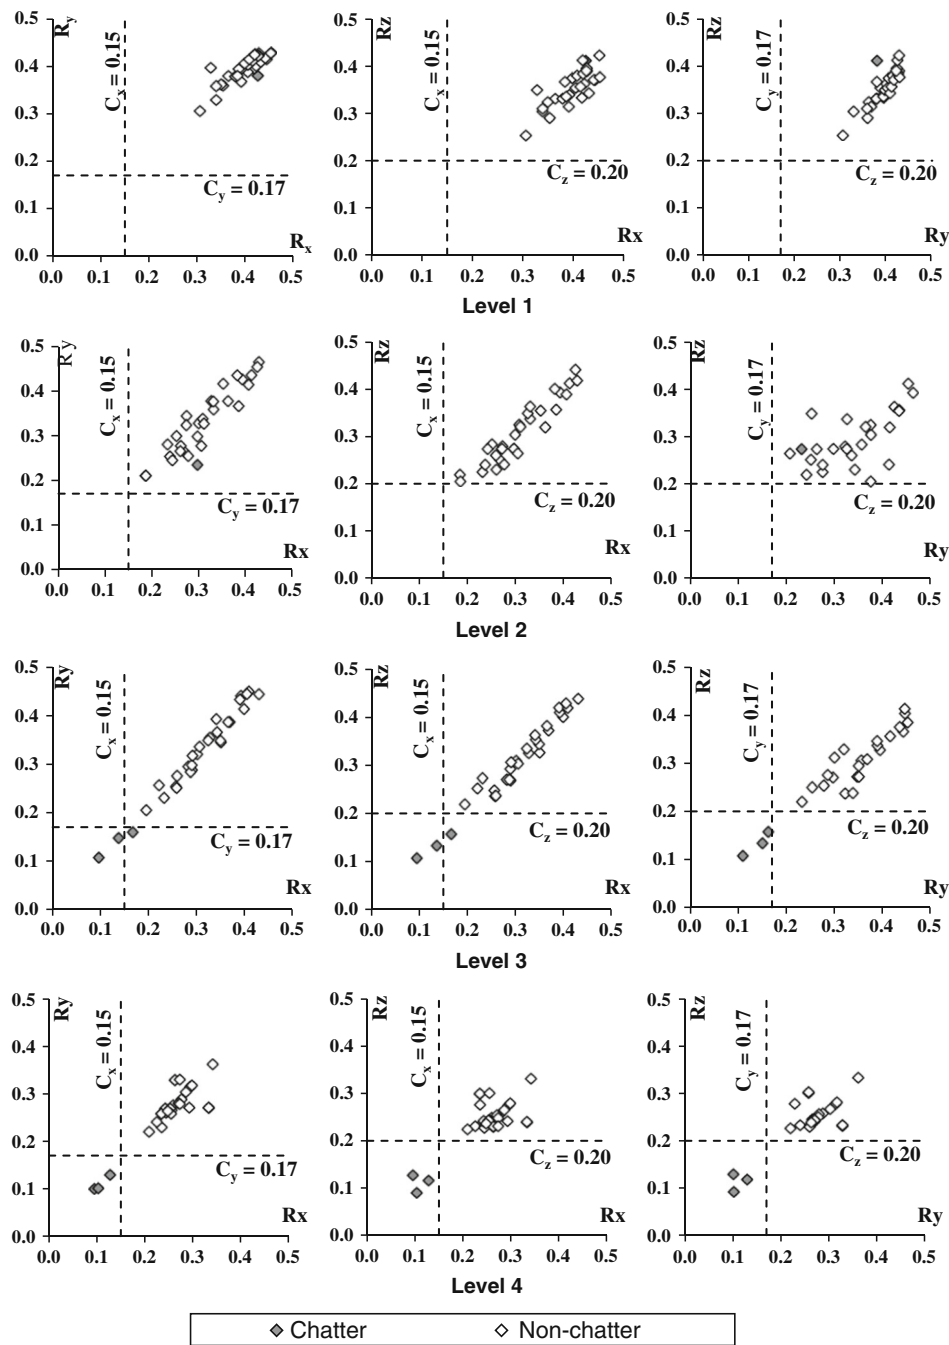 0.5 Ry 0.5 Rz 0.5 Rz
0.4 0.4 0.4
0.3 0.3 0.3
0.2 0.2 0.2
0.1 0.1 0.1
0.0 0.0 0.0
Cx = 0.15 Cx = 0.15 Cy = 0.17
Cy = 0.17 Cz = 0.20 Cz = 0.20
Rx Rx Ry
0.0 0.1 0.2 0.3 0.4 0.5 0.0 0.1 0.2 0.3 0.4 0.5 0.0 0.1 0.2 0.3 0.4 0.5
Level 1
0.5 Ry 0.5 Rz 0.5 Rz
0.4 0.4 0.4
0.3 0.3 0.3
0.2 0.2 0.2
0.1 0.1 0.1
0.0 0.0 0.0
Cx = 0.15 Cx = 0.15 Cy = 0.17
Cy = 0.17 Cz = 0.20 Cz = 0.20
Rx Rx Ry
0.0 0.1 0.2 0.3 0.4 0.5 0.0 0.1 0.2 0.3 0.4 0.5 0.0 0.1 0.2 0.3 0.4 0.5
Level 2
0.5 Ry 0.5 Rz 0.5 Rz
0.4 0.4 0.4
0.3 0.3 0.3
0.2 0.2 0.2
0.1 0.1 0.1
0.0 0.0 0.0
Cx = 0.15 Cx = 0.15 Cy = 0.17
Cy = 0.17 Cz = 0.20 Cz = 0.20
Rx Rx Ry
0.0 0.1 0.2 0.3 0.4 0.5 0.0 0.1 0.2 0.3 0.4 0.5 0.0 0.1 0.2 0.3 0.4 0.5
Level 3
0.5 Ry 0.5 Rz 0.5 Rz
0.4 0.4 0.4
0.3 0.3 0.3
0.2 0.2 0.2
0.1 0.1 0.1
0.0 0.0 0.0
Cx = 0.15 Cx = 0.15 Cy = 0.17
Cy = 0.17 Cz = 0.20 Cz = 0.20
Rx Rx Ry
0.0 0.1 0.2 0.3 0.4 0.5 0.0 0.1 0.2 0.3 0.4 0.5 0.0 0.1 0.2 0.3 0.4 0.5
Level 4
Chatter Non-chatter